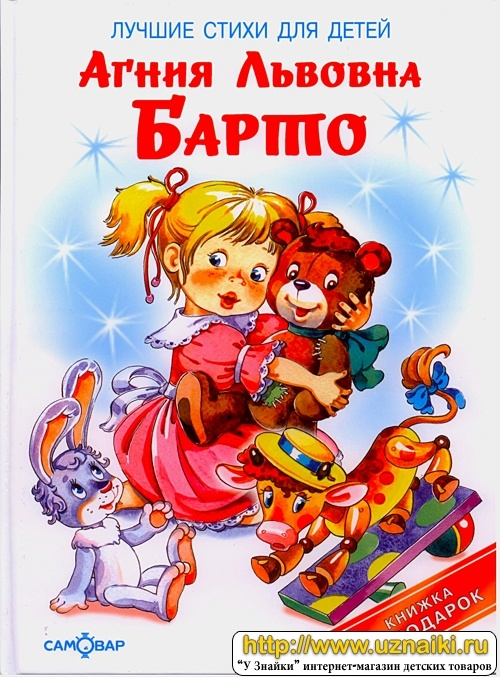 ЛУЧШИЕ СТИХИ ДЛЯ ДЕТЕЙ
Агния Львовна
Барто
КНИЖКА
ПОДАРОК
САМОВАР
http://www.uznaiki.ru
“У Знайки” интернет-магазин детских товаров